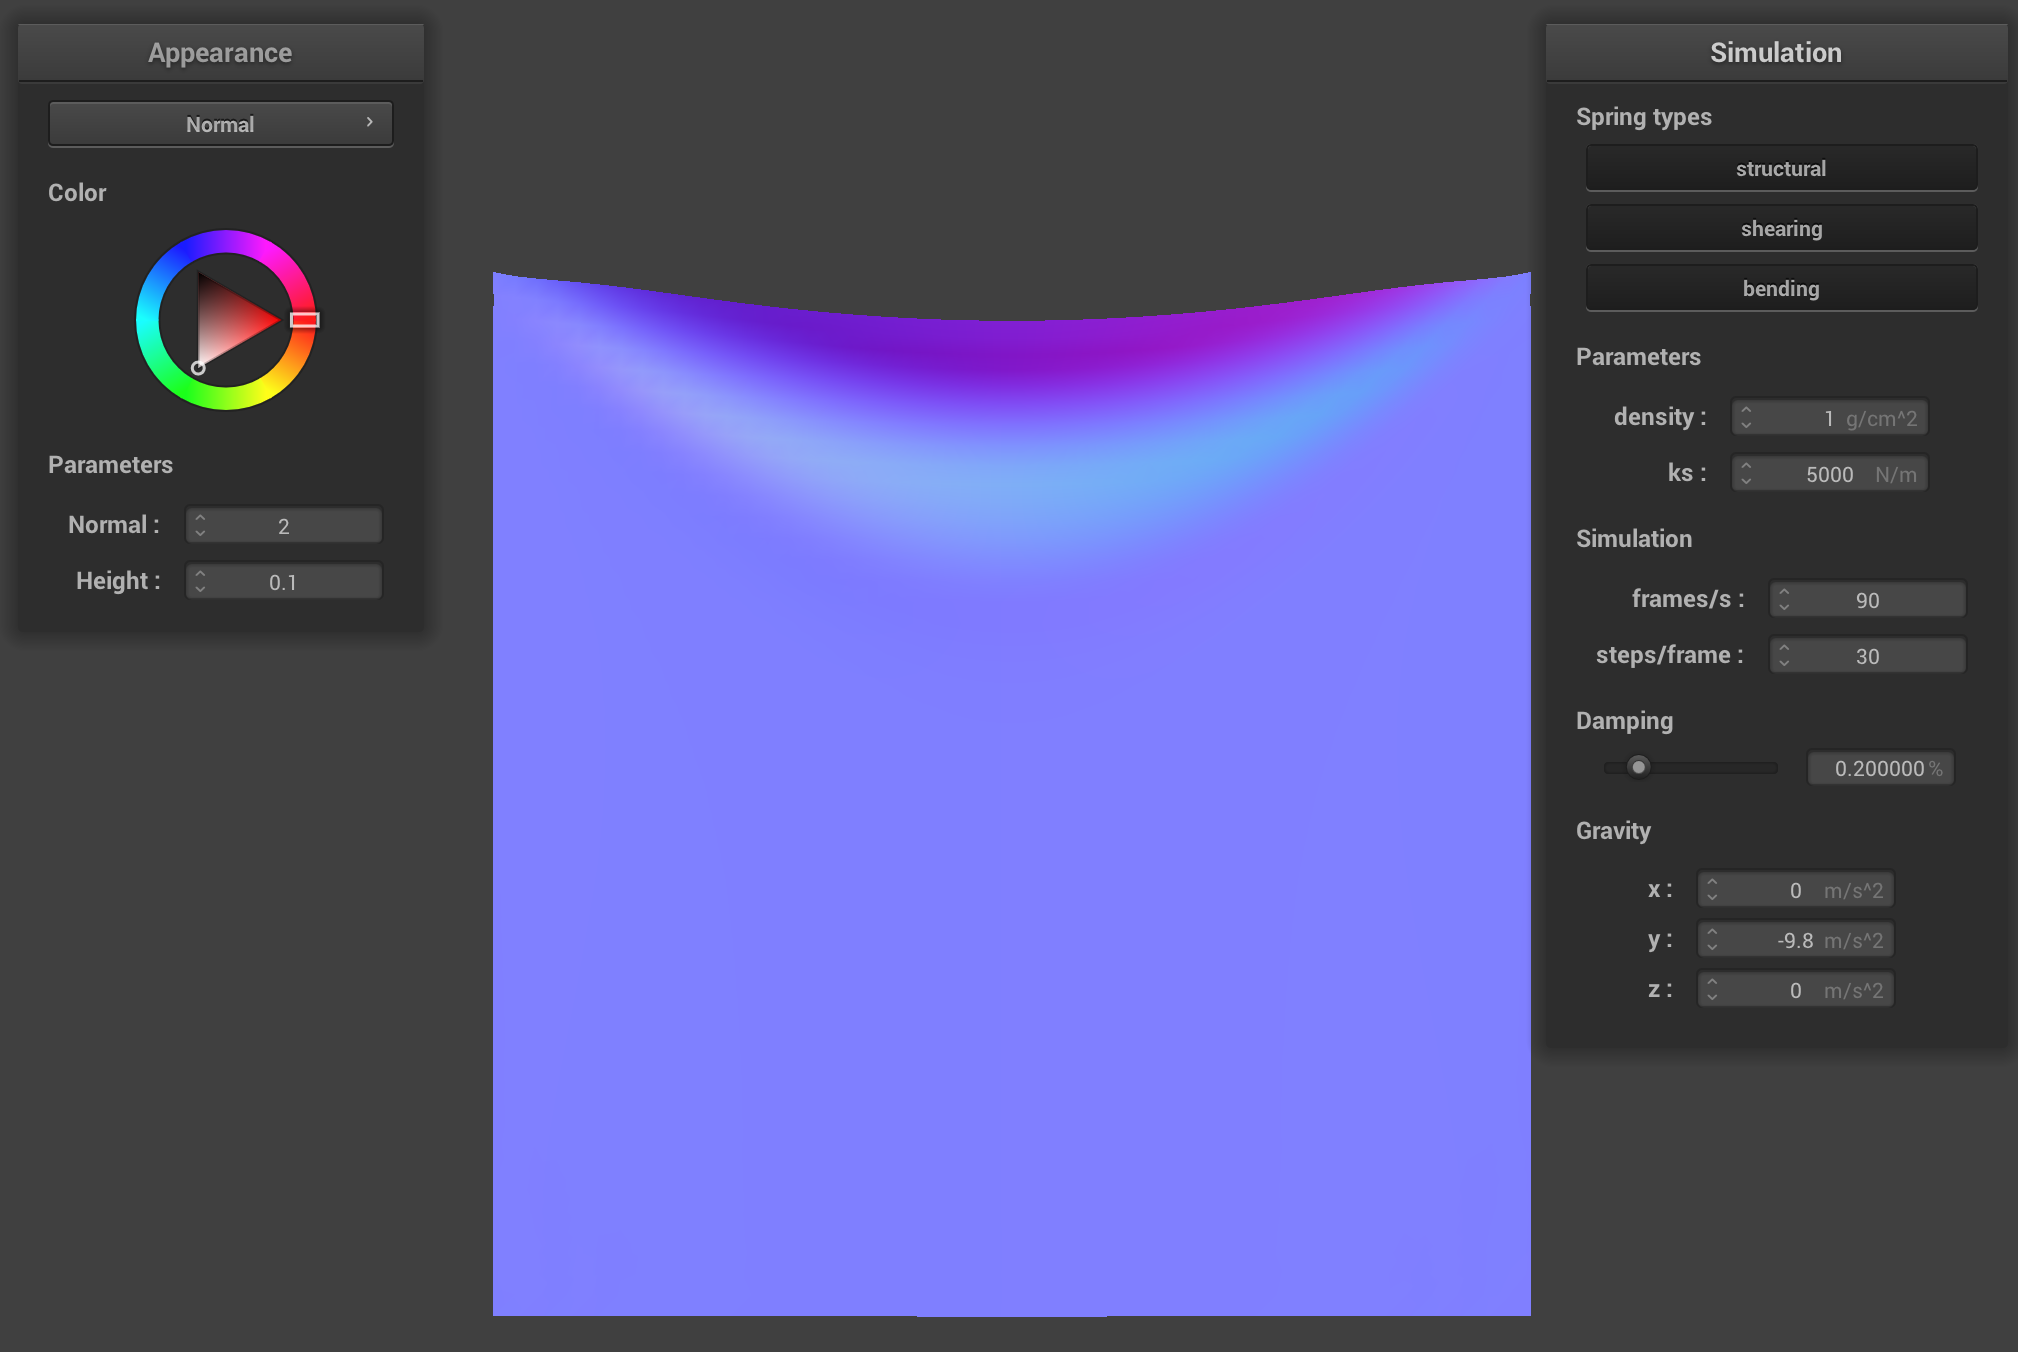 Appearance
Normal
Color
Parameters
Normal : 2
Height : 0.1
Simulation
Spring types
structural
shearing
bending
Parameters
density : 1 g/cm^2
ks : 5000 N/m
Simulation
frames/s : 90
steps/frame : 30
Damping
0.200000 %
Gravity
x : 0 m/s^2
y : -9.8 m/s^2
z : 0 m/s^2